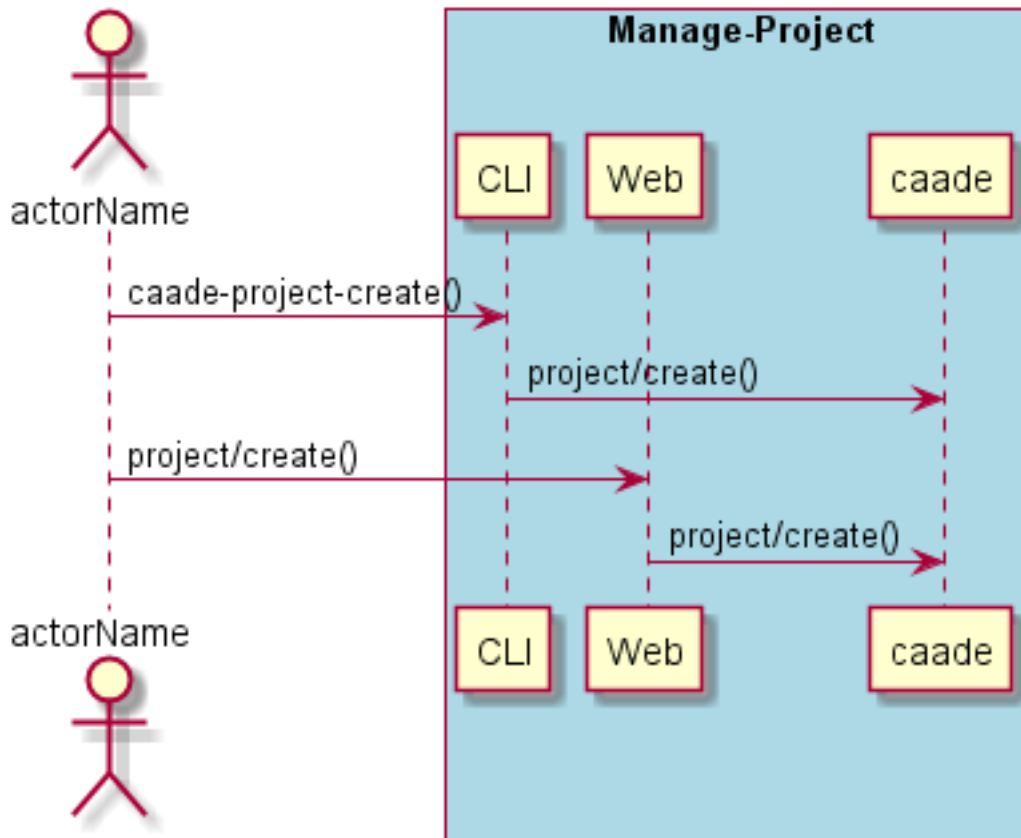 Manage-Project
CLI
Web
caade
actorName
caade-project-create()
project/create()
project/create()
project/create()
actorName
CLI
Web
caade